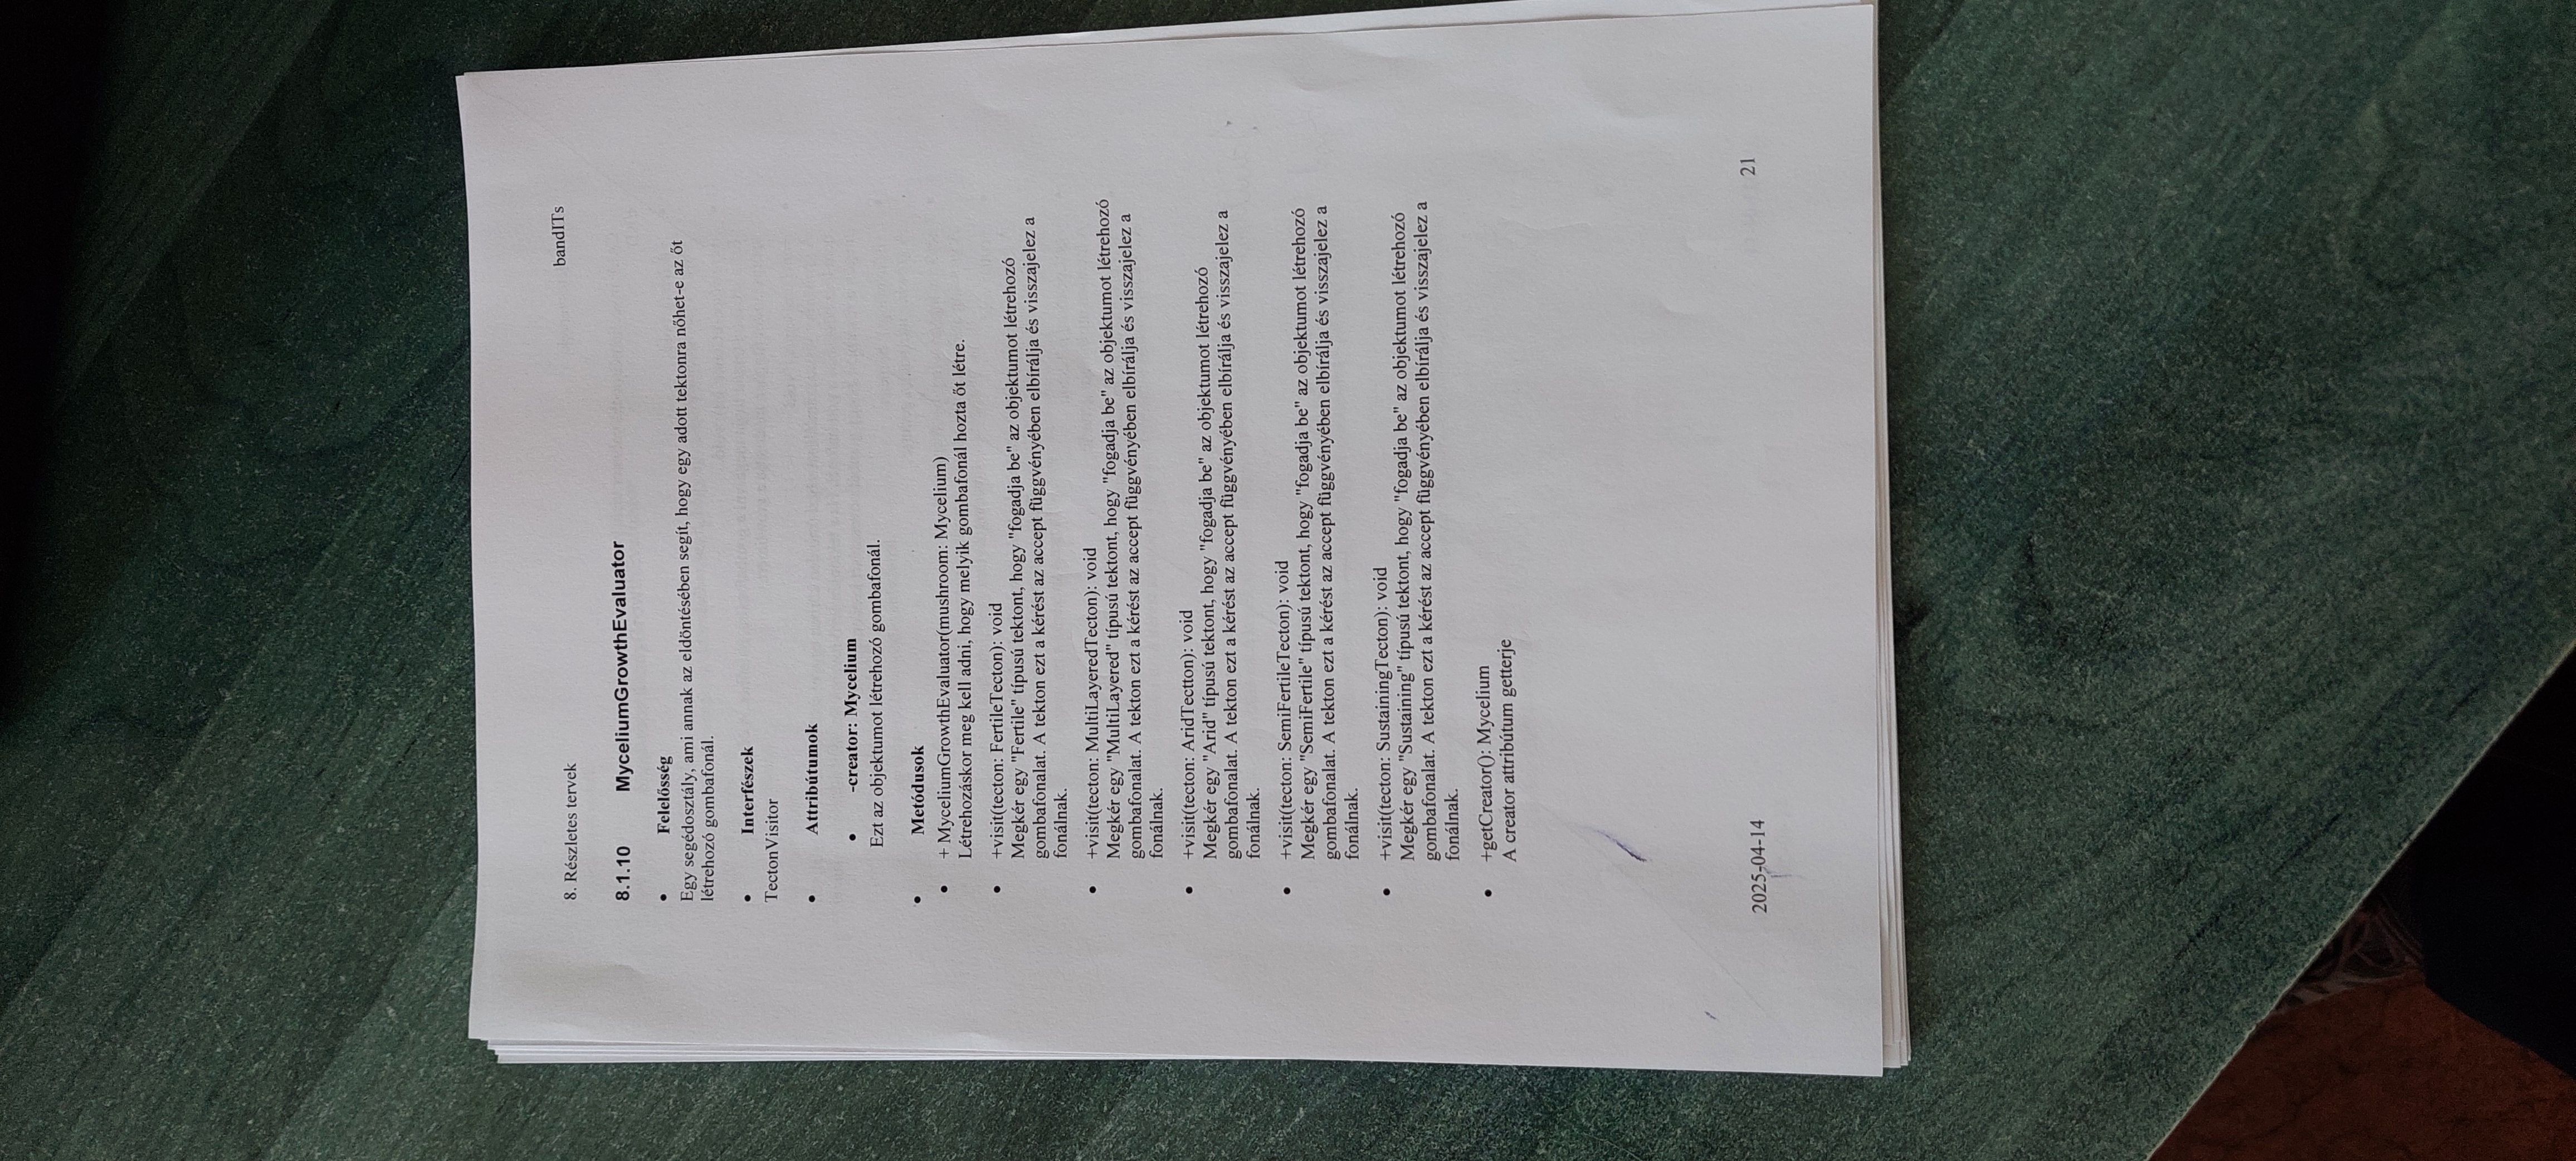 8. Részletes tervek bandITs
8.1.10 MyceliumGrowthEvaluator
• Felelősség
Egy segédosztály, ami annak az eldöntésében segít, hogy egy adott tektonra nőhet-e az őt
létrehozó gombafonál.
• Interfészek
TectonVisitor
• Attribútumok
• -creator: Mycelium
Ezt az objektumot létrehozó gombafonál.
• Metódusok
• + MyceliumGrowthEvaluator(mushroom: Mycelium)
Létrehozáskor meg kell adni, hogy melyik gombafonál hozta őt létre.
• +visit(tecton: FertileTecton): void
Megkér egy "Fertile" típusú tektont, hogy "fogadja be" az objektumot létrehozó
gombafonalat. A tekton ezt a kérést az accept függvényében elbírálja és visszajelez a
fonálnak.
• +visit(tecton: MultiLayeredTecton): void
Megkér egy "MultiLayered" típusú tektont, hogy "fogadja be" az objektumot létrehozó
gombafonalat. A tekton ezt a kérést az accept függvényében elbírálja és visszajelez a
fonálnak.
• +visit(tecton: AridTectton): void
Megkér egy "Arid" típusú tektont, hogy "fogadja be" az objektumot létrehozó
gombafonalat. A tekton ezt a kérést az accept függvényében elbírálja és visszajelez a
fonálnak.
• +visit(tecton: SemiFertileTecton): void
Megkér egy "SemiFertile" típusú tektont, hogy "fogadja be" az objektumot létrehozó
gombafonalat. A tekton ezt a kérést az accept függvényében elbírálja és visszajelez a
fonálnak.
• +visit(tecton: SustainingTecton): void
Megkér egy "Sustaining" típusú tektont, hogy "fogadja be" az objektumot létrehozó
gombafonalat. A tekton ezt a kérést az accept függvényében elbírálja és visszajelez a
fonálnak.
• +getCreator(): Mycelium
A creator attribútum getterje
2025-04-14 21